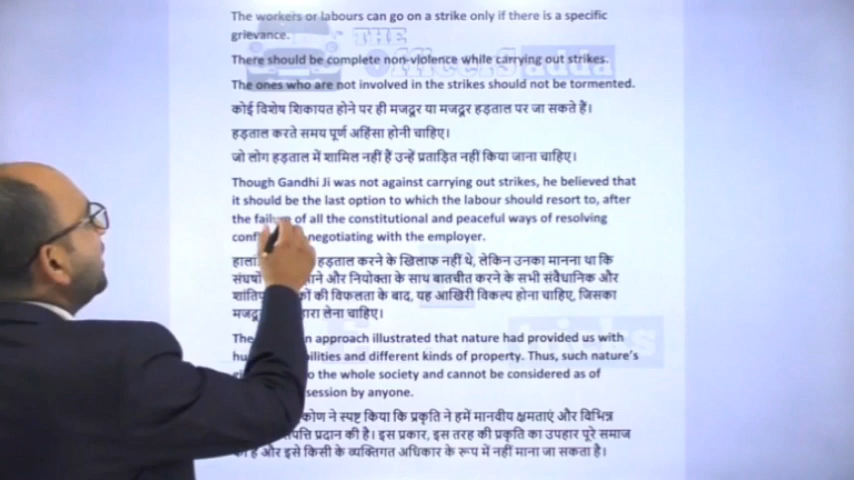 The workers or labours can go on a strike only if there is a specific
grievance.
THE
Officers adda
There should be complete non-violence while carrying out strikes.
The ones who are not involved in the strikes should not be tormented.
कोई विशेष शिकायत होने पर ही मजदूर या मजदूर हड़ताल पर जा सकते हैं।
हड़ताल करते समय पूर्ण अहिंसा होनी चाहिए।
जो लोग हड़ताल में शामिल नहीं हैं उन्हें प्रताड़ित नहीं किया जाना चाहिए।
Though Gandhi Ji was not against carrying out strikes, he believed that
it should be the last option to which the labour should resort to, after
the of all the constitutional and peaceful ways of resolving
negotiating with the employer.
हड़ताल करने के खिलाफ नहीं थे, लेकिन उनका मानना था कि
और नियोक्ता के साथ बातचीत करने के सभी संवैधानिक और
की विफलता के बाद, यह आखिरी विकल्प होना चाहिए, जिसका
लेना चाहिए।
approach illustrated that nature had provided us with
and different kinds of property. Thus, such nature's
the whole society and cannot be considered as of
by anyone.
ने स्पष्ट किया कि प्रकृति ने हमें मानवीय क्षमताएं और विभिन्न
प्रदान की है। इस प्रकार, इस तरह की प्रकृति का उपहार पूरे समाज
है और इसे किसी के व्यक्तिगत अधिकार के रूप में नहीं माना जा सकता है।